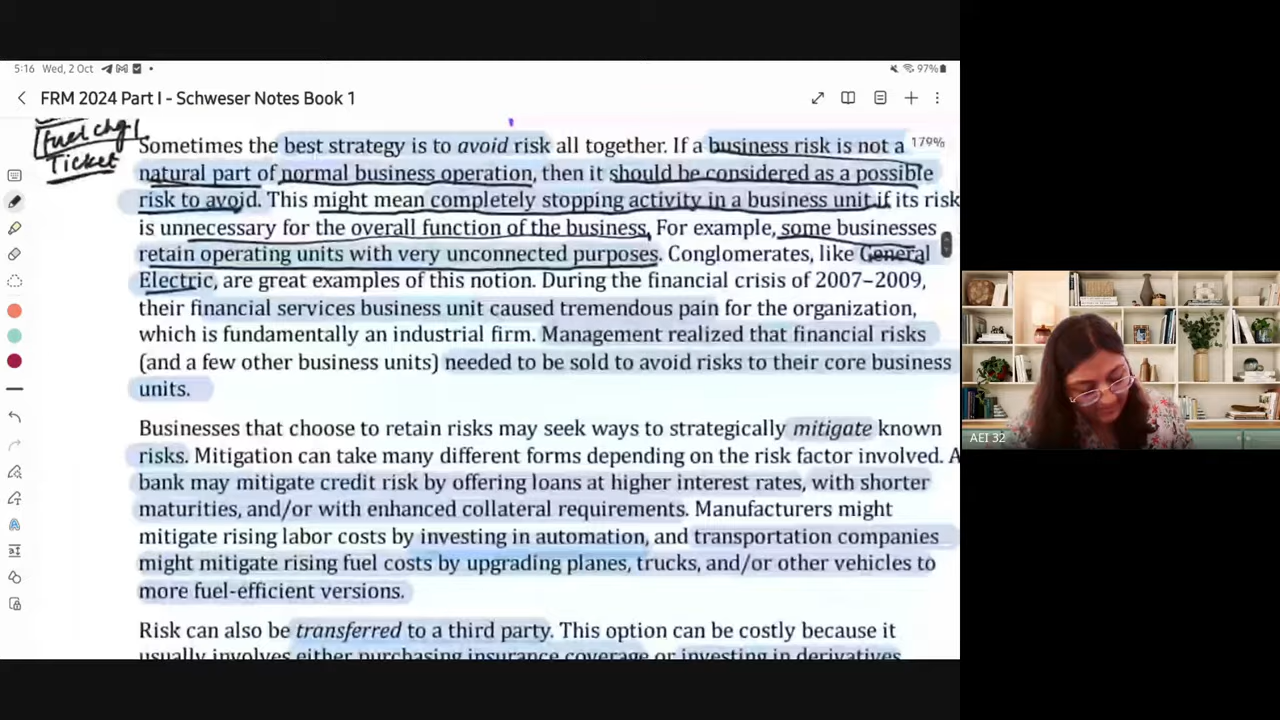 5:16 Wed, 2 Oct
97%
FRM 2024 Part I - Schweser Notes Book 1
179%
Fuel chg
Ticket
Sometimes the best strategy is to avoid risk all together. If a business risk is not a
natural part of normal business operation, then it should be considered as a possible
risk to avoid. This might mean completely stopping activity in a business unit if its risk
is unnecessary for the overall function of the business. For example, some businesses
retain operating units with very unconnected purposes. Conglomerates, like General
Electric, are great examples of this notion. During the financial crisis of 2007–2009,
their financial services business unit caused tremendous pain for the organization,
which is fundamentally an industrial firm. Management realized that financial risks
(and a few other business units) needed to be sold to avoid risks to their core business
units.
Businesses that choose to retain risks may seek ways to strategically mitigate known
risks. Mitigation can take many different forms depending on the risk factor involved. A
bank may mitigate credit risk by offering loans at higher interest rates, with shorter
maturities, and/or with enhanced collateral requirements. Manufacturers might
mitigate rising labor costs by investing in automation, and transportation companies
might mitigate rising fuel costs by upgrading planes, trucks, and/or other vehicles to
more fuel-efficient versions.
Risk can also be transferred to a third party. This option can be costly because it
usually involves either purchasing insurance coverage or investing in derivatives
AEI 32